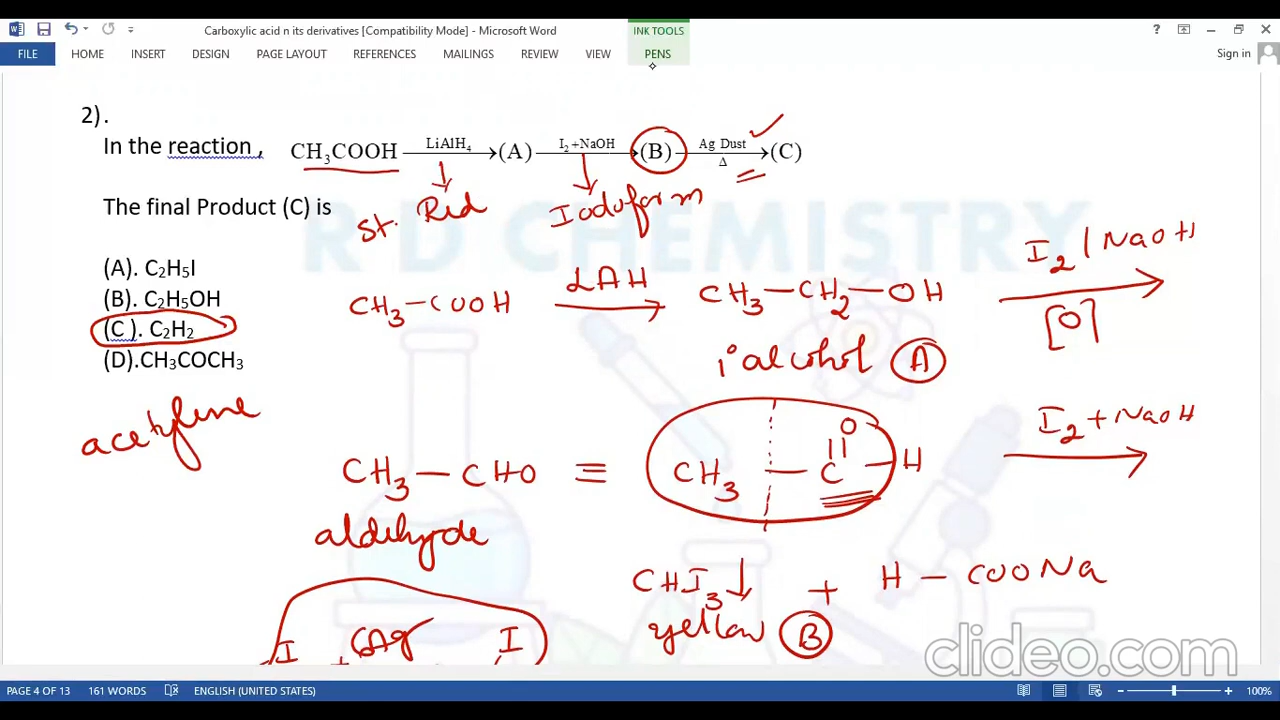 Carboxylic acid n its derivatives [Compatibility Mode] - Microsoft Word
INK TOOLS
FILE HOME INSERT DESIGN PAGE LAYOUT REFERENCES MAILINGS REVIEW VIEW PENS Sign in
2).
In the reaction , CH3COOH LiAlH4 → (A) I2+NaOH → (B) Ag Dust Δ → (C)
St. Red Iodoform
The final Product (C) is
R D CHEMISTRY
(A). C2H5I
(B). C2H5OH
(C ). C2H2
(D).CH3COCH3
CH3-COOH LAH → CH3-CH2-OH I2/NaOH [O] →
1° alcohol A
acetylene
CH3-CHO ≡ CH3-C-H I2+NaOH →
O
aldehyde
CHI3↓ + H-COONa
yellow B
I + 6Ag I
clideo.com
PAGE 4 OF 13 161 WORDS ENGLISH (UNITED STATES) 100%